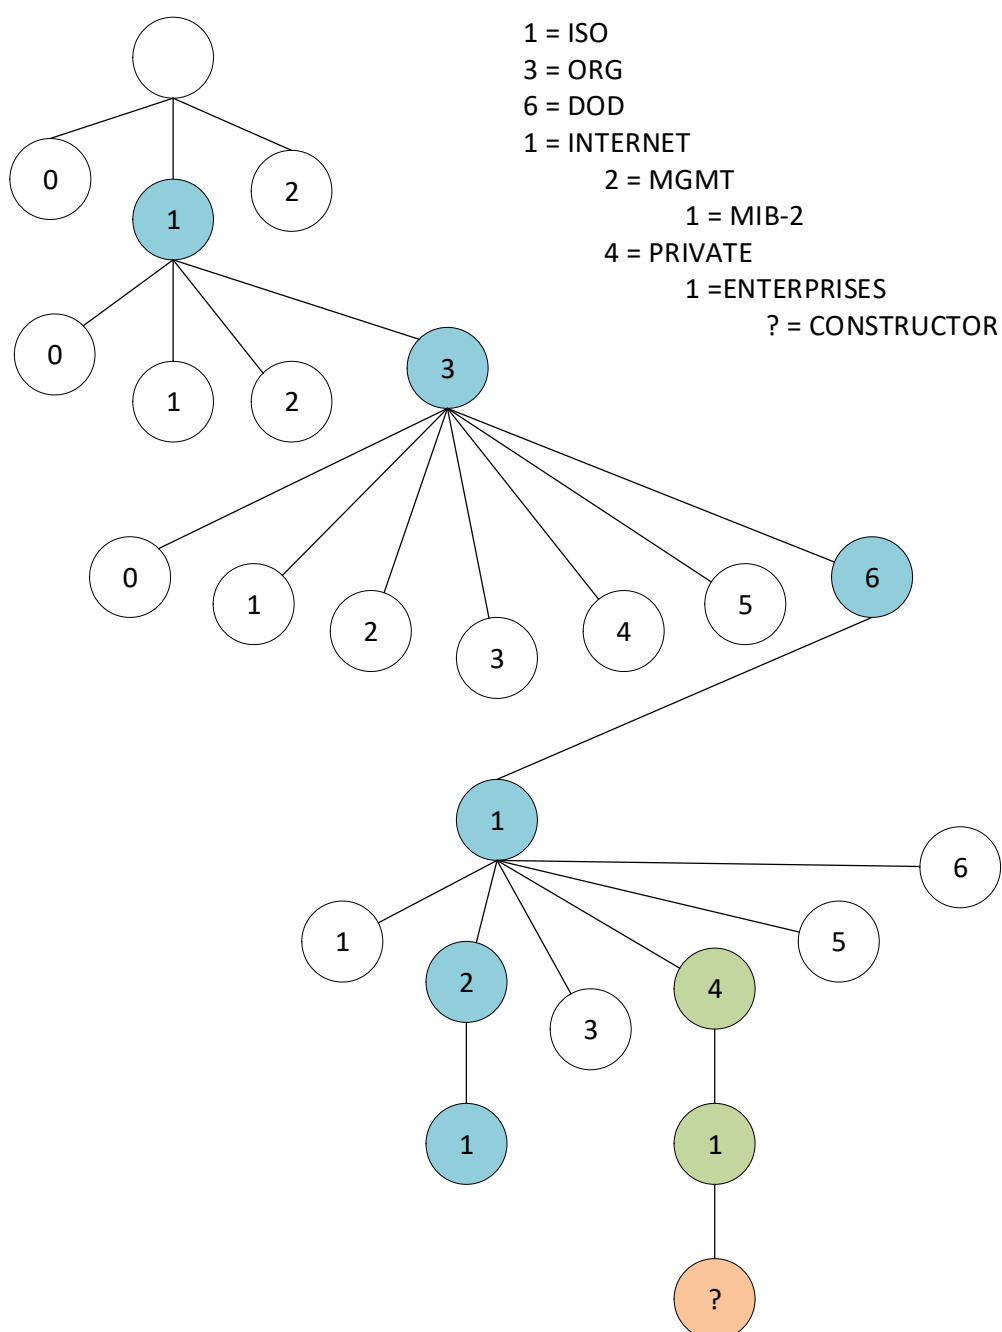 1 = ISO
3 = ORG
6 = DOD
1 = INTERNET
2 = MGMT
1 = MIB-2
4 = PRIVATE
1 =ENTERPRISES
? = CONSTRUCTOR
0
1
2
0
1
2
3
0
1
2
3
4
5
6
1
1
2
3
4
5
6
1
1
?